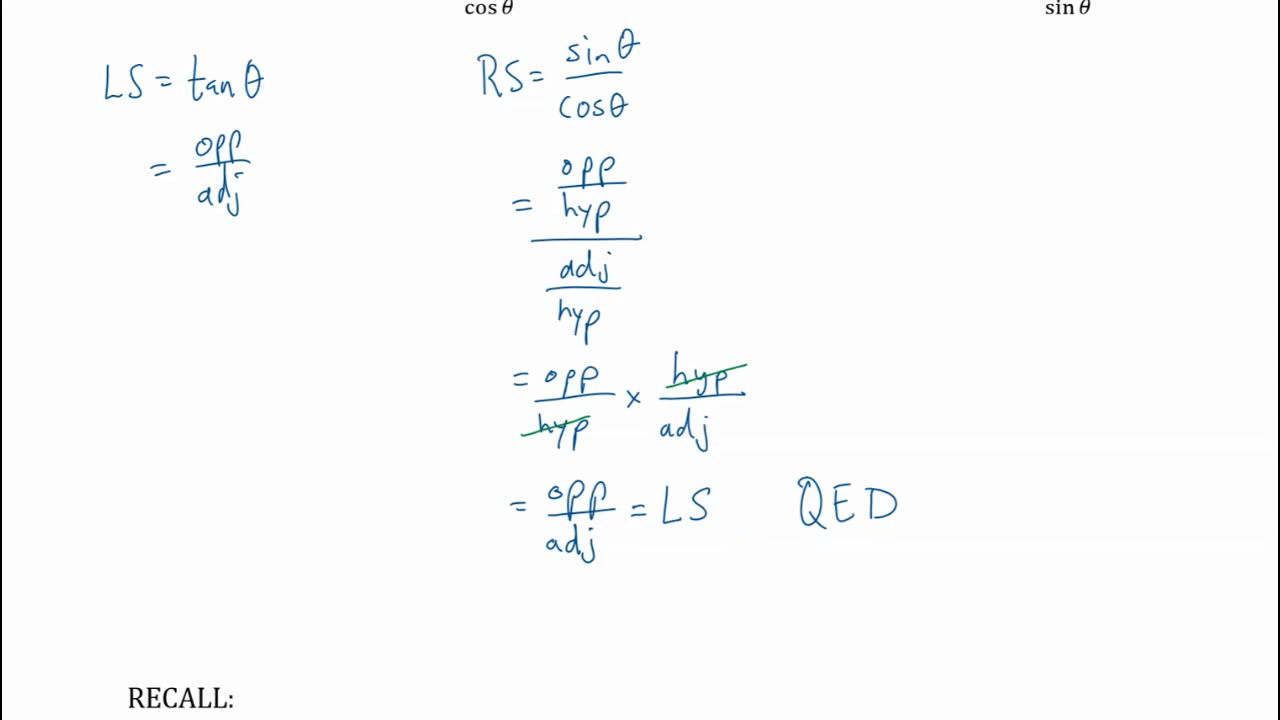 cos θ sin θ
LS = tan θ
= opp/adj
RS = sin θ/cos θ
= opp/hyp / adj/hyp
= opp/hyp × hyp/adj
= opp/adj = LS QED
RECALL: